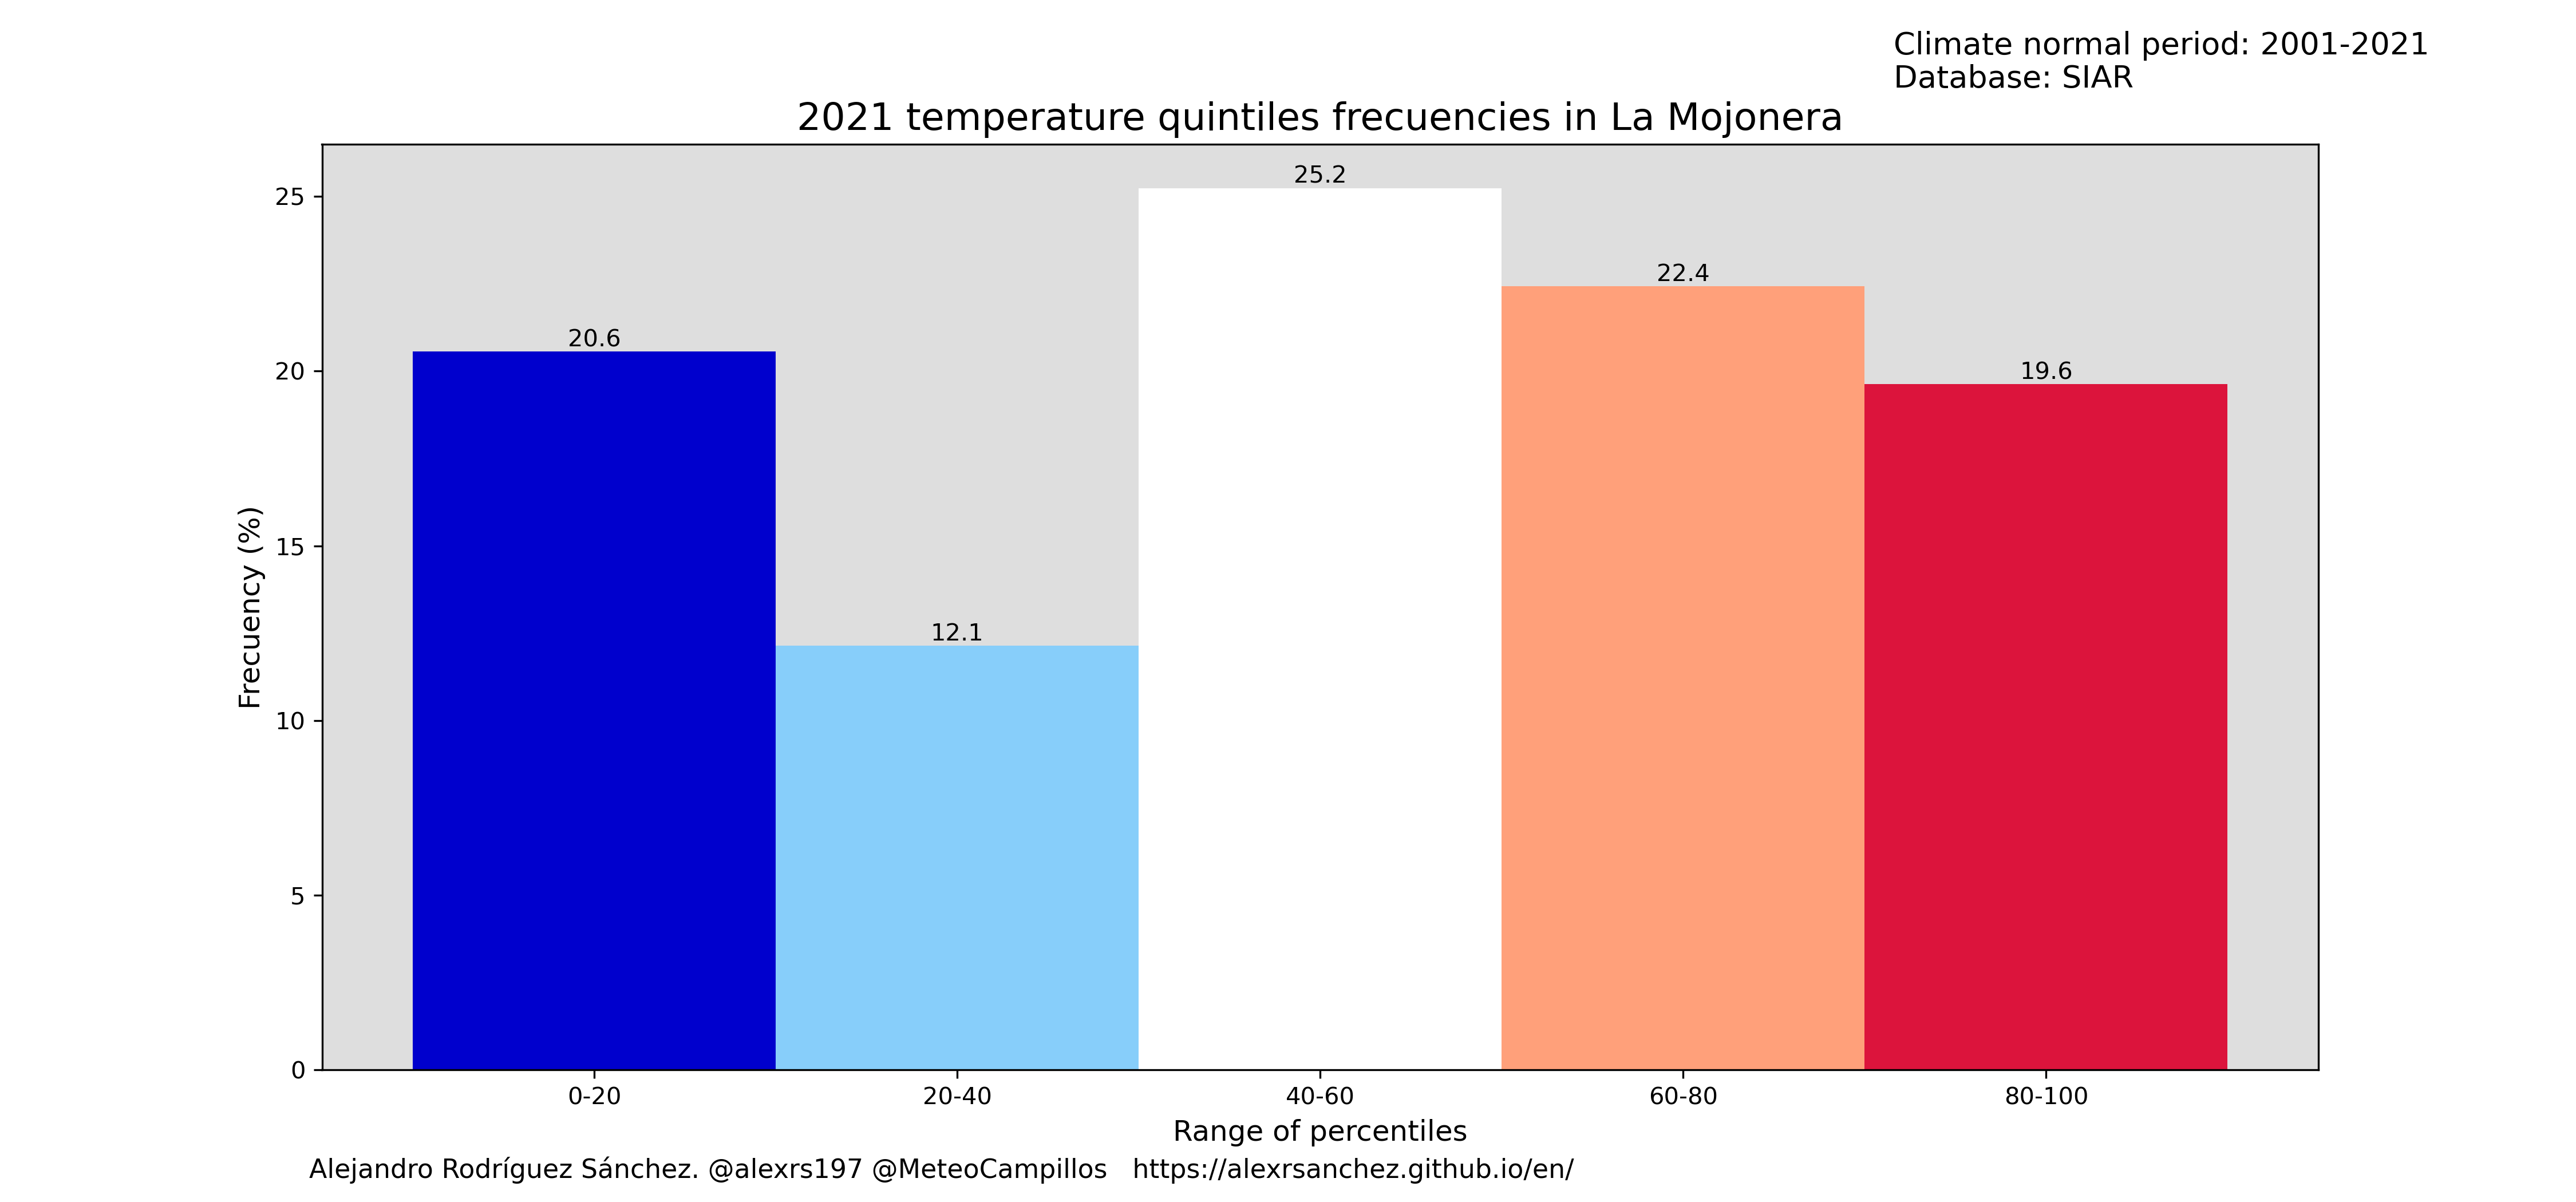 Climate normal period: 2001-2021
Database: SIAR
2021 temperature quintiles frecuencies in La Mojonera
Frecuency (%)
25
20
15
10
5
0
20.6
12.1
25.2
22.4
19.6
0-20
20-40
40-60
60-80
80-100
Range of percentiles
Alejandro Rodríguez Sánchez. @alexrs197 @MeteoCampillos   https://alexrsanchez.github.io/en/